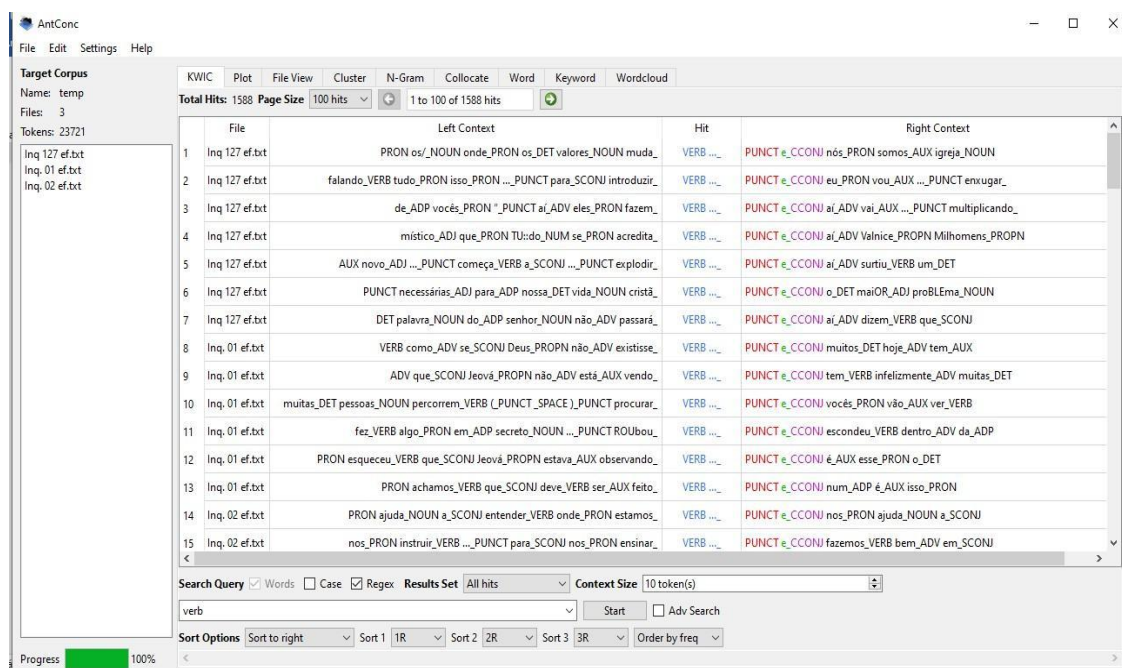 AntConc
File Edit Settings Help
Target Corpus
Name: temp
Files: 3
Tokens: 23721
Inq 127 ef.txt
Inq. 01 ef.txt
Inq. 02 ef.txt
Progress 100%
KWIC Plot File View Cluster N-Gram Collocate Word Keyword Wordcloud
Total Hits: 1588 Page Size 100 hits 1 to 100 of 1588 hits
File Left Context Hit Right Context
1 Inq 127 ef.txt PRON os/_NOUN onde_PRON os_DET valores_NOUN muda_ VERB ..._ PUNCT e_CCONJ nós_PRON somos_AUX igreja_NOUN
2 Inq 127 ef.txt falando_VERB tudo_PRON isso_PRON ..._PUNCT para_SCONJ introduzir_ VERB ..._ PUNCT e_CCONJ eu_PRON vou_AUX ..._PUNCT enxugar_
3 Inq 127 ef.txt de_ADP vocês_PRON "_PUNCT aí_ADV eles_PRON fazem_ VERB ..._ PUNCT e_CCONJ aí_ADV vai_AUX ..._PUNCT multiplicando_
4 Inq 127 ef.txt místico_ADJ que_PRON TU::do_NUM se_PRON acredita_ VERB ..._ PUNCT e_CCONJ aí_ADV Valnice_PROPN Milhomens_PROPN
5 Inq 127 ef.txt AUX novo_ADJ ..._PUNCT começa_VERB a_SCONJ ..._PUNCT explodir_ VERB ..._ PUNCT e_CCONJ aí_ADV surtiu_VERB um_DET
6 Inq 127 ef.txt PUNCT necessárias_ADJ para_ADP nossa_DET vida_NOUN cristã_ VERB ..._ PUNCT e_CCONJ o_DET maiOR_ADJ proBLEma_NOUN
7 Inq 127 ef.txt DET palavra_NOUN do_ADP senhor_NOUN não_ADV passará_ VERB ..._ PUNCT e_CCONJ aí_ADV dizem_VERB que_SCONJ
8 Inq. 01 ef.txt VERB como_ADV se_SCONJ Deus_PROPN não_ADV existisse_ VERB ..._ PUNCT e_CCONJ muitos_DET hoje_ADV tem_AUX
9 Inq. 01 ef.txt ADV que_SCONJ Jeová_PROPN não_ADV está_AUX vendo_ VERB ..._ PUNCT e_CCONJ tem_VERB infelizmente_ADV muitas_DET
10 Inq. 01 ef.txt muitas_DET pessoas_NOUN percorrem_VERB (_PUNCT _SPACE )_PUNCT procurar_ VERB ..._ PUNCT e_CCONJ vocês_PRON vão_AUX ver_VERB
11 Inq. 01 ef.txt fez_VERB algo_PRON em_ADP secreto_NOUN ..._PUNCT ROUbou_ VERB ..._ PUNCT e_CCONJ escondeu_VERB dentro_ADV da_ADP
12 Inq. 01 ef.txt PRON esqueceu_VERB que_SCONJ Jeová_PROPN estava_AUX observando_ VERB ..._ PUNCT e_CCONJ é_AUX esse_PRON o_DET
13 Inq. 01 ef.txt PRON achamos_VERB que_SCONJ deve_VERB ser_AUX feito_ VERB ..._ PUNCT e_CCONJ num_ADP é_AUX isso_PRON
14 Inq. 02 ef.txt PRON ajuda_NOUN a_SCONJ entender_VERB onde_PRON estamos_ VERB ..._ PUNCT e_CCONJ nos_PRON ajuda_NOUN a_SCONJ
15 Inq. 02 ef.txt nos_PRON instruir_VERB ..._PUNCT para_SCONJ nos_PRON ensinar_ VERB ..._ PUNCT e_CCONJ fazemos_VERB bem_ADV em_SCONJ
Search Query Words Case Regex Results Set All hits Context Size 10 token(s)
verb Start Adv Search
Sort Options Sort to right Sort 1 1R Sort 2 2R Sort 3 3R Order by freq